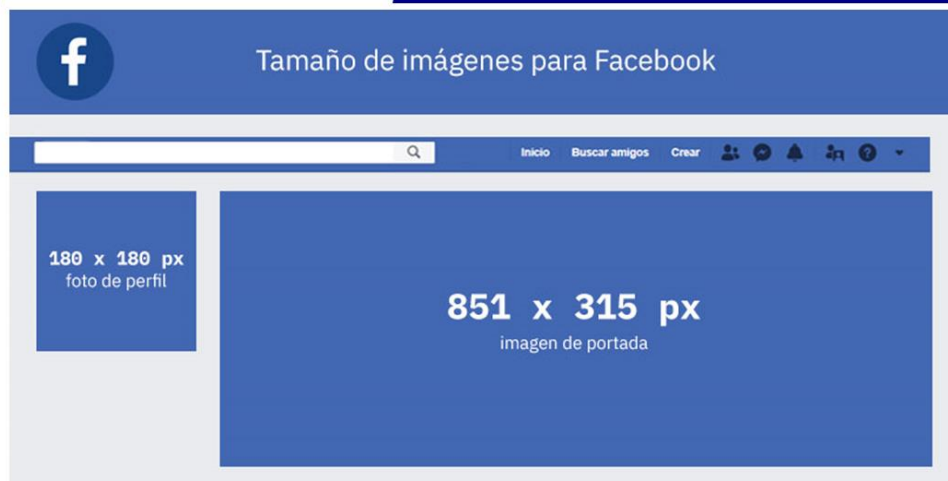 f
Tamaño de imágenes para Facebook
Inicio Buscar amigos Crear
180 x 180 px
foto de perfil
851 x 315 px
imagen de portada